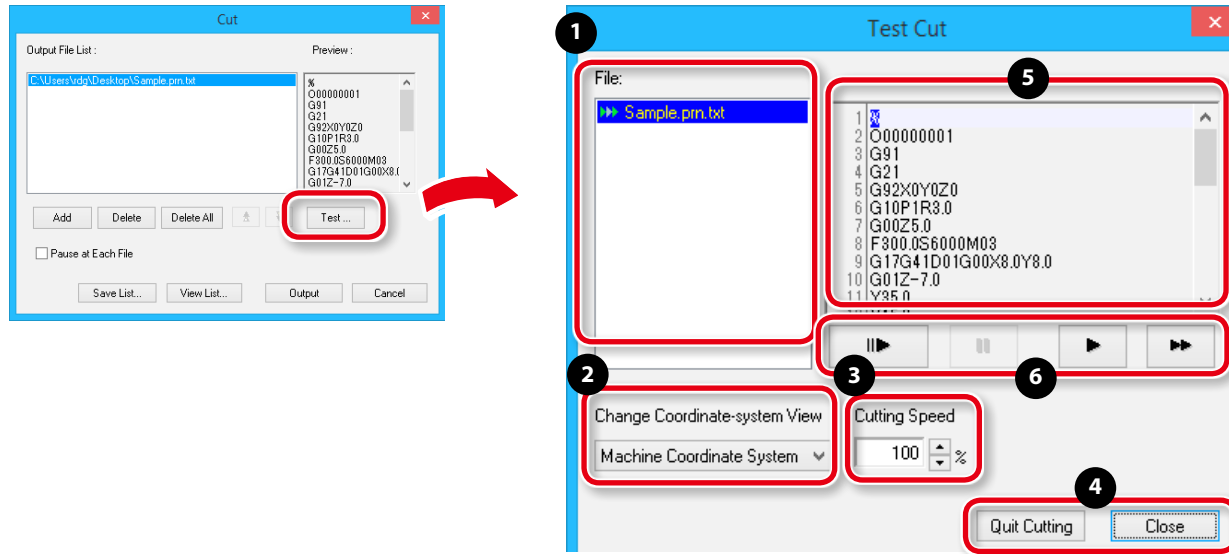 Cut
Output File List :
Preview :
C:\Users\rdg\Desktop\Sample.prn.txt
%
O00000001
G91
G21
G92X0Y0Z0
G10P1R3.0
G00Z5.0
F300.0S6000M03
G17G41D01G00X8.(
G01Z-7.0
Add
Delete
Delete All
Test ...
Pause at Each File
Save List...
View List...
Output
Cancel
1
Test Cut
File:
Sample.prn.txt
5
1 %
2 O00000001
3 G91
4 G21
5 G92X0Y0Z0
6 G10P1R3.0
7 G00Z5.0
8 F300.0S6000M03
9 G17G41D01G00X8.0Y8.0
10 G01Z-7.0
11 Y35.0
2
3
6
Change Coordinate-system View
Machine Coordinate System
Cutting Speed
100 %
4
Quit Cutting
Close